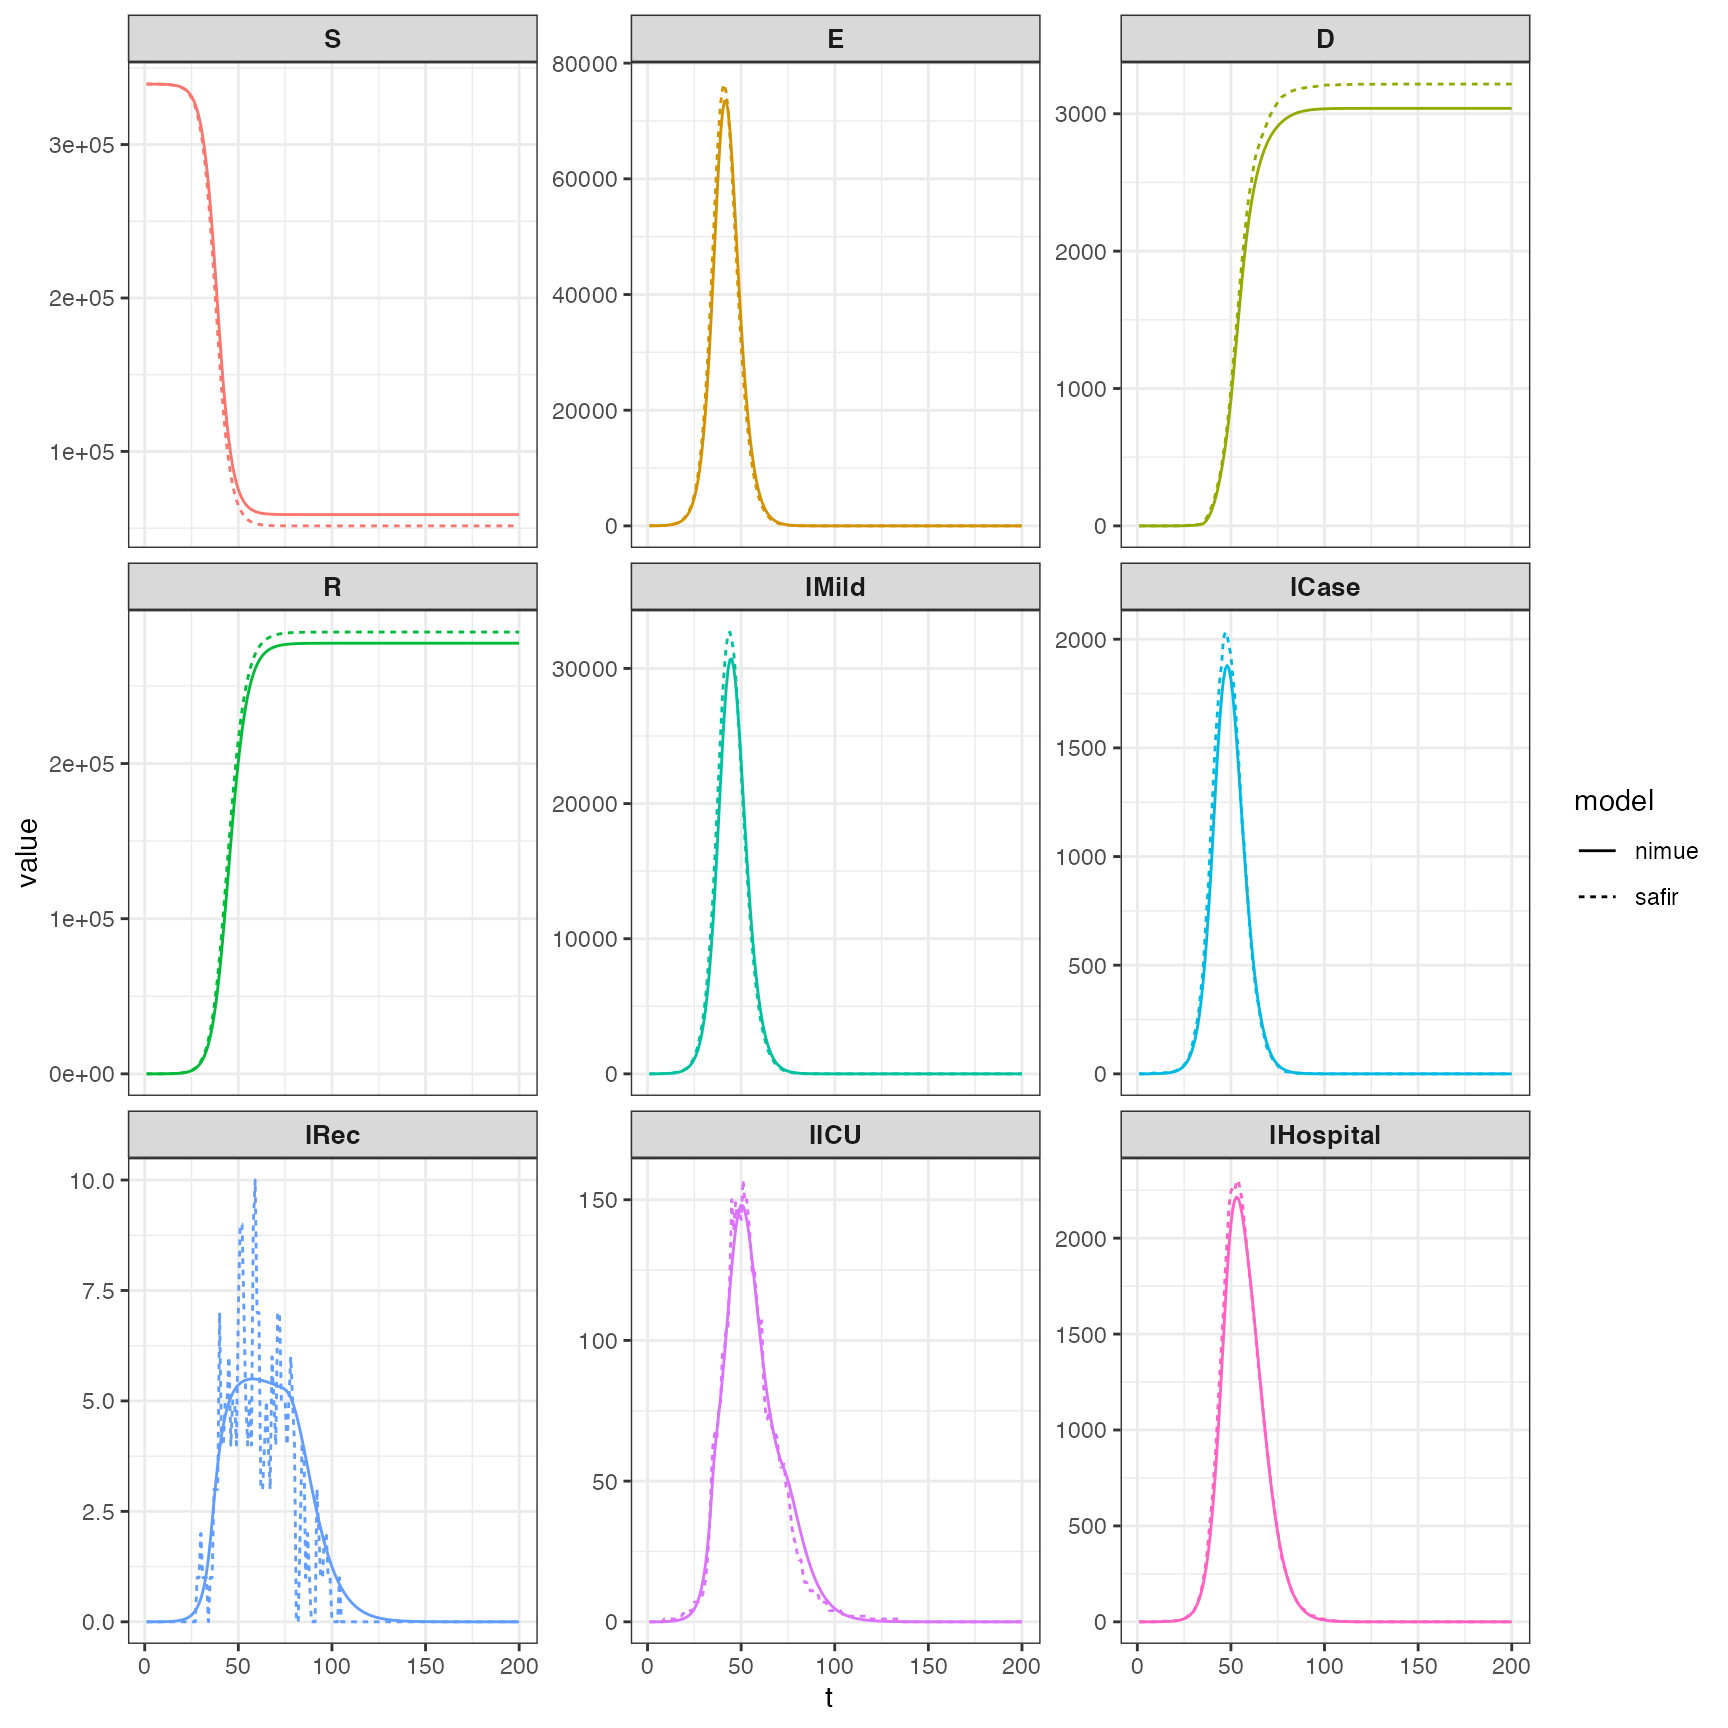 S
E
D
3e+05
2e+05
1e+05
80000
60000
40000
20000
0
3000
2000
1000
0
R
IMild
ICase
2e+05
1e+05
0e+00
30000
20000
10000
0
2000
1500
1000
500
0
IRec
IICU
IHospital
10.0
7.5
5.0
2.5
0.0
150
100
50
0
2000
1500
1000
500
0
0 50 100 150 200
0 50 100 150 200
0 50 100 150 200
t
value
model
nimue
safir